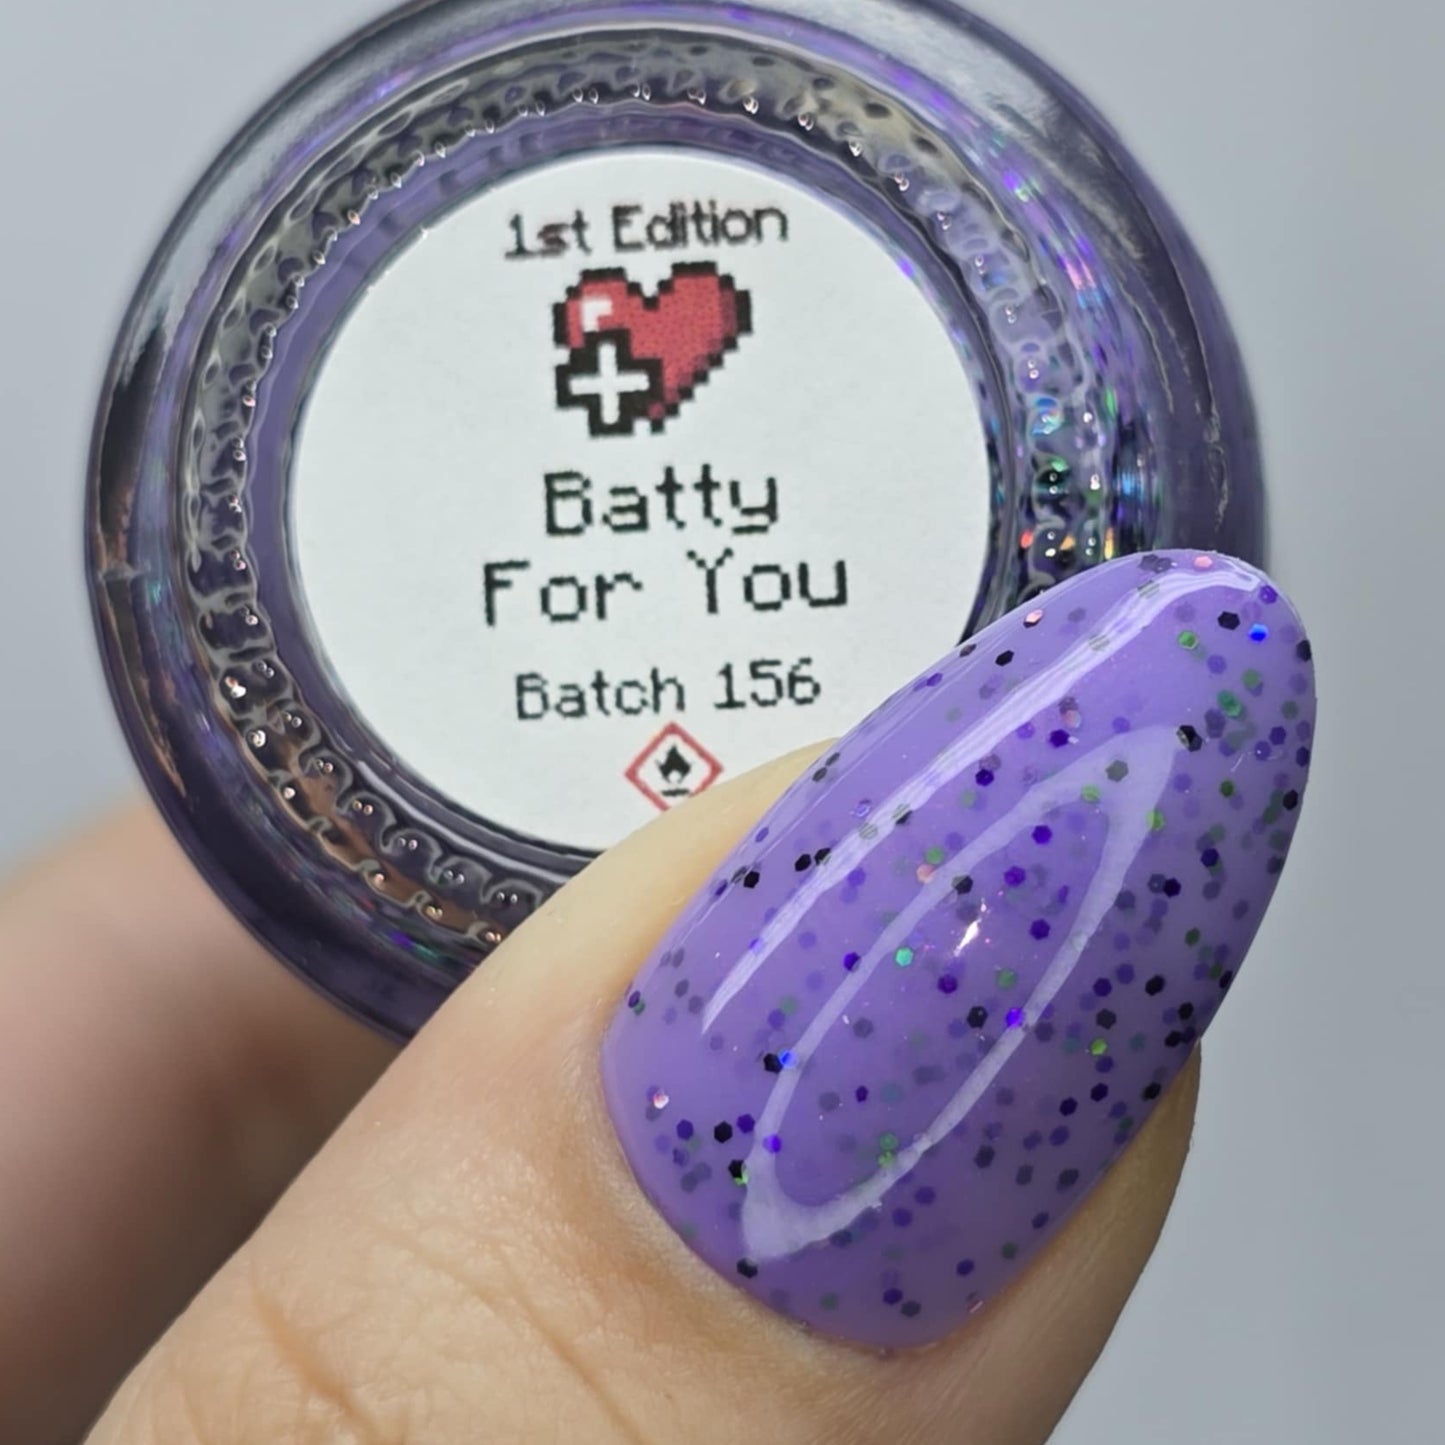 1st Edition
Batty
For You
Batch 156